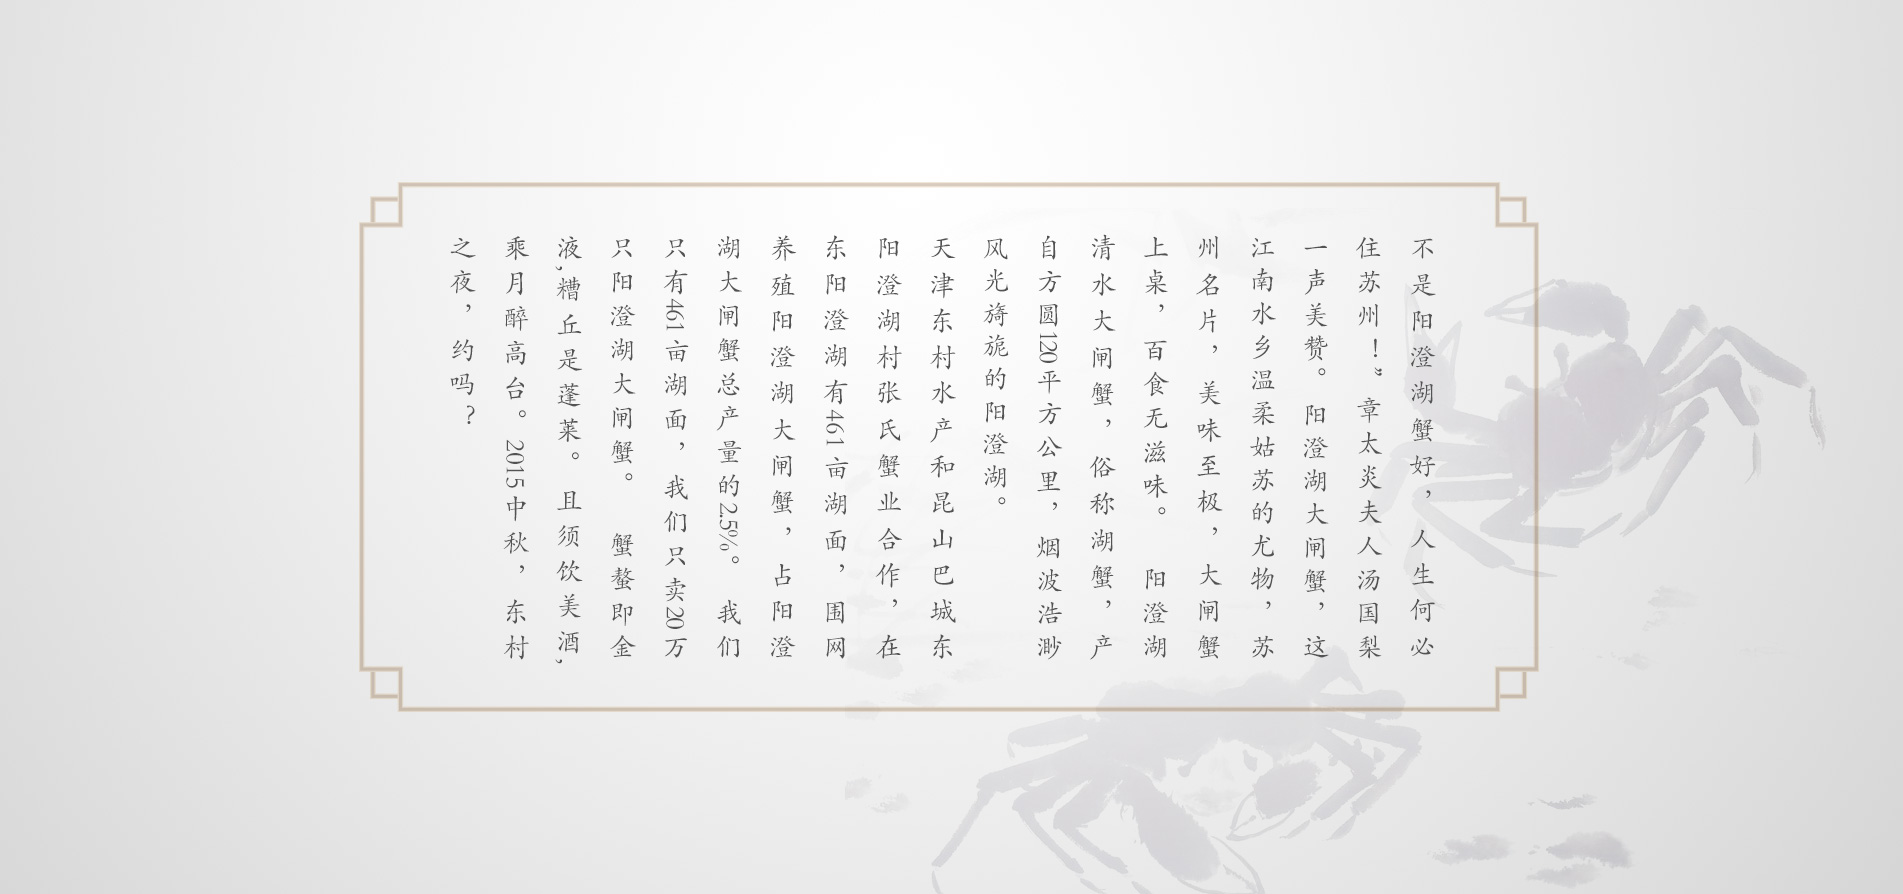 不是阳澄湖蟹好，人生何必
住苏州！”章太炎夫人汤国梨
一声美赞。阳澄湖大闸蟹，这
江南水乡温柔姑苏的尤物，苏
州名片，美味至极，大闸蟹
上桌，百食无滋味。 阳澄湖
清水大闸蟹，俗称湖蟹，产
自方圆120平方公里，烟波浩渺
风光旖旎的阳澄湖。
天津东村水产和昆山巴城东
阳澄湖村张氏蟹业合作，在
东阳澄湖有461亩湖面，围网
养殖阳澄湖大闸蟹，占阳澄
湖大闸蟹总产量的2.5%。 我们
只有461亩湖面，我们只卖20万
只阳澄湖大闸蟹。 蟹螯即金
液,糟丘是蓬莱。且须饮美酒,
乘月醉高台。2015中秋，东村
之夜，约吗？